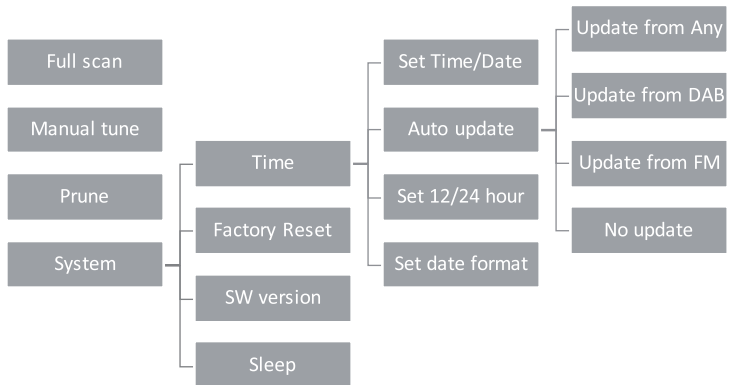 Full scan
Manual tune
Prune
System
Time
Factory Reset
SW version
Sleep
Set Time/Date
Auto update
Set 12/24 hour
Set date format
Update from Any
Update from DAB
Update from FM
No update